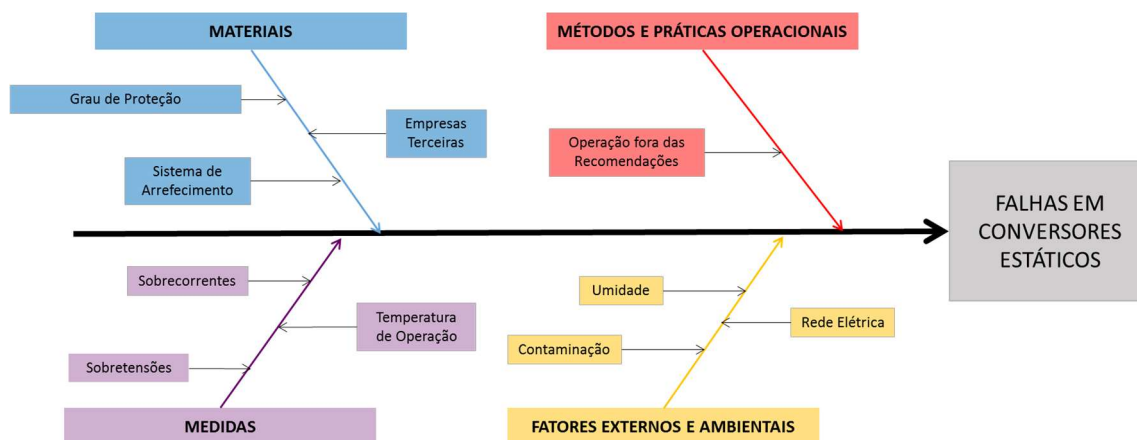 MATERIAIS
MÉTODOS E PRÁTICAS OPERACIONAIS
Grau de Proteção
Empresas
Terceiras
Sistema de
Arrefecimento
Operação fora das
Recomendações
FALHAS EM
CONVERSORES
ESTÁTICOS
Sobrecorrentes
Temperatura
de Operação
Sobretensões
Umidade
Rede Elétrica
Contaminação
MEDIDAS
FATORES EXTERNOS E AMBIENTAIS